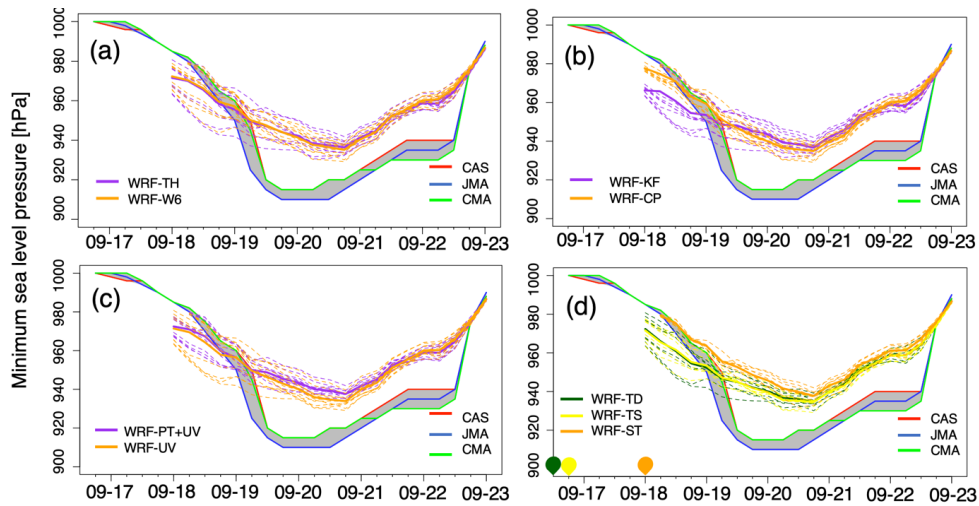 Minimum sea level pressure [hPa]
(a)
1000
980
960
940
920
900
WRF-TH
WRF-W6
CAS
JMA
CMA
09-17 09-18 09-19 09-20 09-21 09-22 09-23
(b)
1000
980
960
940
920
900
WRF-KF
WRF-CP
CAS
JMA
CMA
09-17 09-18 09-19 09-20 09-21 09-22 09-23
(c)
1000
980
960
940
920
900
WRF-PT+UV
WRF-UV
CAS
JMA
CMA
09-17 09-18 09-19 09-20 09-21 09-22 09-23
(d)
1000
980
960
940
920
900
WRF-TD
WRF-TS
WRF-ST
CAS
JMA
CMA
09-17 09-18 09-19 09-20 09-21 09-22 09-23